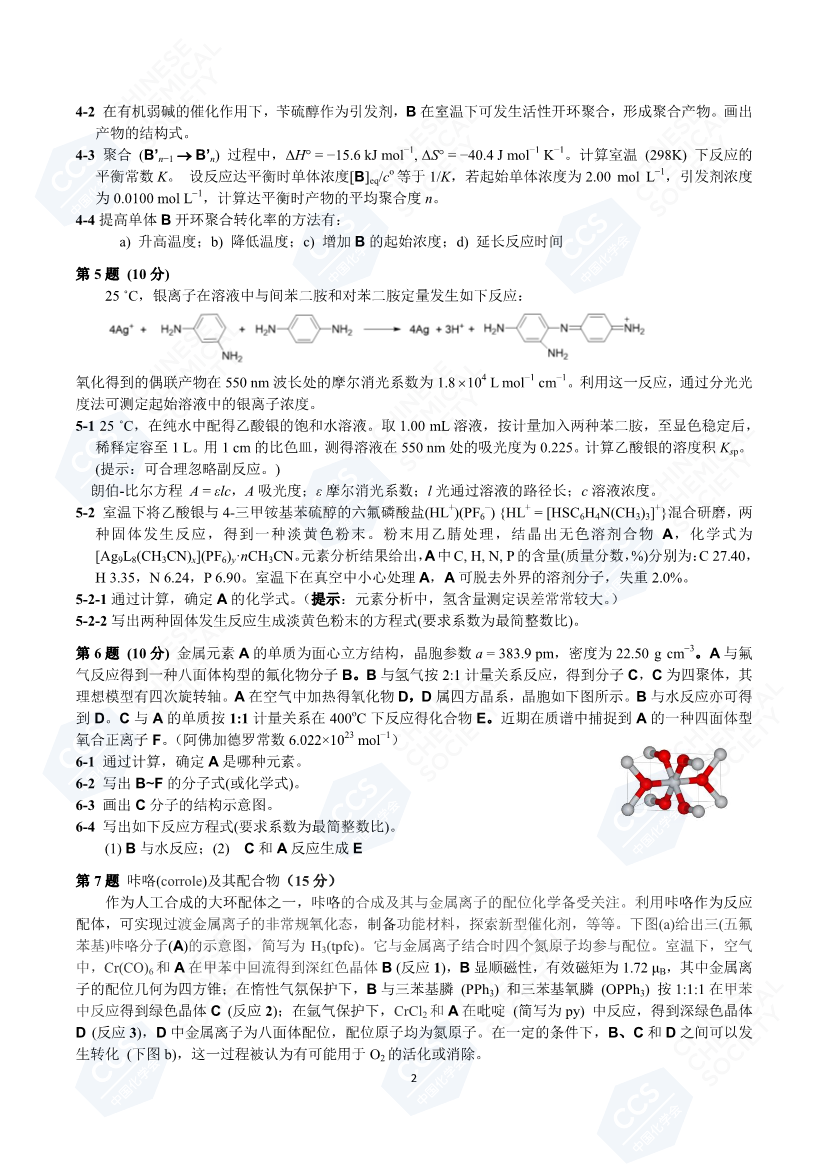 4-2 在有机弱碱的催化作用下，苄硫醇作为引发剂，B 在室温下可发生活性开环聚合，形成聚合产物。画出
产物的结构式。
4-3 聚合 (B’n−1 → B’n) 过程中，ΔH° = −15.6 kJ mol−1, ΔS° = −40.4 J mol−1 K−1。计算室温 (298K) 下反应的
平衡常数 K。 设反应达平衡时单体浓度[B]eq/co 等于 1/K，若起始单体浓度为 2.00 mol L−1，引发剂浓度
为 0.0100 mol L−1，计算达平衡时产物的平均聚合度 n。
4-4 提高单体 B 开环聚合转化率的方法有：
a) 升高温度；b) 降低温度；c) 增加 B 的起始浓度；d) 延长反应时间
第 5 题 (10 分)
25 ˚C，银离子在溶液中与间苯二胺和对苯二胺定量发生如下反应：
4Ag+ + H2N NH2 + H2N NH2 4Ag + 3H+ + H2N NH2 N NH2 +
氧化得到的偶联产物在 550 nm 波长处的摩尔消光系数为 1.8 ×104 L mol−1 cm−1。利用这一反应，通过分光光
度法可测定起始溶液中的银离子浓度。
5-1 25 ˚C，在纯水中配得乙酸银的饱和水溶液。取 1.00 mL 溶液，按计量加入两种苯二胺，至显色稳定后，
稀释定容至 1 L。用 1 cm 的比色皿，测得溶液在 550 nm 处的吸光度为 0.225。计算乙酸银的溶度积 Ksp。
(提示：可合理忽略副反应。)
朗伯-比尔方程 A = εlc，A 吸光度；ε 摩尔消光系数；l 光通过溶液的路径长；c 溶液浓度。
5-2 室温下将乙酸银与 4-三甲铵基苯硫醇的六氟磷酸盐(HL+)(PF6−) {HL+ = [HSC6H4N(CH3)3]+}混合研磨，两
种固体发生反应，得到一种淡黄色粉末。粉末用乙腈处理，结晶出无色溶剂合物 A，化学式为
[Ag9L8(CH3CN)x](PF6)y·nCH3CN。元素分析结果给出，A 中 C, H, N, P 的含量(质量分数，%)分别为：C 27.40，
H 3.35，N 6.24，P 6.90。室温下在真空中小心处理 A，A 可脱去外界的溶剂分子，失重 2.0%。
5-2-1 通过计算，确定 A 的化学式。（提示：元素分析中，氢含量测定误差常常较大。）
5-2-2 写出两种固体发生反应生成淡黄色粉末的方程式(要求系数为最简整数比)。
第 6 题 (10 分) 金属元素 A 的单质为面心立方结构，晶胞参数 a = 383.9 pm，密度为 22.50 g cm−3。A 与氟
气反应得到一种八面体构型的氟化物分子 B。B 与氢气按 2:1 计量关系反应，得到分子 C，C 为四聚体，其
理想模型有四次旋转轴。A 在空气中加热得氧化物 D，D 属四方晶系，晶胞如下图所示。B 与水反应亦可得
到 D。C 与 A 的单质按 1:1 计量关系在 400oC 下反应得化合物 E。近期在质谱中捕捉到 A 的一种四面体型
氧合正离子 F。（阿佛加德罗常数 6.022×1023 mol−1）
6-1 通过计算，确定 A 是哪种元素。
6-2 写出 B~F 的分子式(或化学式)。
6-3 画出 C 分子的结构示意图。
6-4 写出如下反应方程式(要求系数为最简整数比)。
(1) B 与水反应；(2) C 和 A 反应生成 E
第 7 题 咔咯(corrole)及其配合物（15 分）
作为人工合成的大环配体之一，咔咯的合成及其与金属离子的配位化学备受关注。利用咔咯作为反应
配体，可实现过渡金属离子的非常规氧化态，制备功能材料，探索新型催化剂，等等。下图(a)给出三(五氟
苯基)咔咯分子(A)的示意图，简写为 H3(tpfc)。它与金属离子结合时四个氮原子均参与配位。室温下，空气
中，Cr(CO)6 和 A 在甲苯中回流得到深红色晶体 B (反应 1)，B 显顺磁性，有效磁矩为 1.72 μB，其中金属离
子的配位几何为四方锥；在惰性气氛保护下，B 与三苯基膦 (PPh3) 和三苯基氧膦 (OPPh3) 按 1:1:1 在甲苯
中反应得到绿色晶体 C (反应 2)；在氩气保护下，CrCl2 和 A 在吡啶 (简写为 py) 中反应，得到深绿色晶体
D (反应 3)，D 中金属离子为八面体配位，配位原子均为氮原子。在一定的条件下，B、C 和 D 之间可以发
生转化 (下图 b)，这一过程被认为有可能用于 O2 的活化或消除。
2